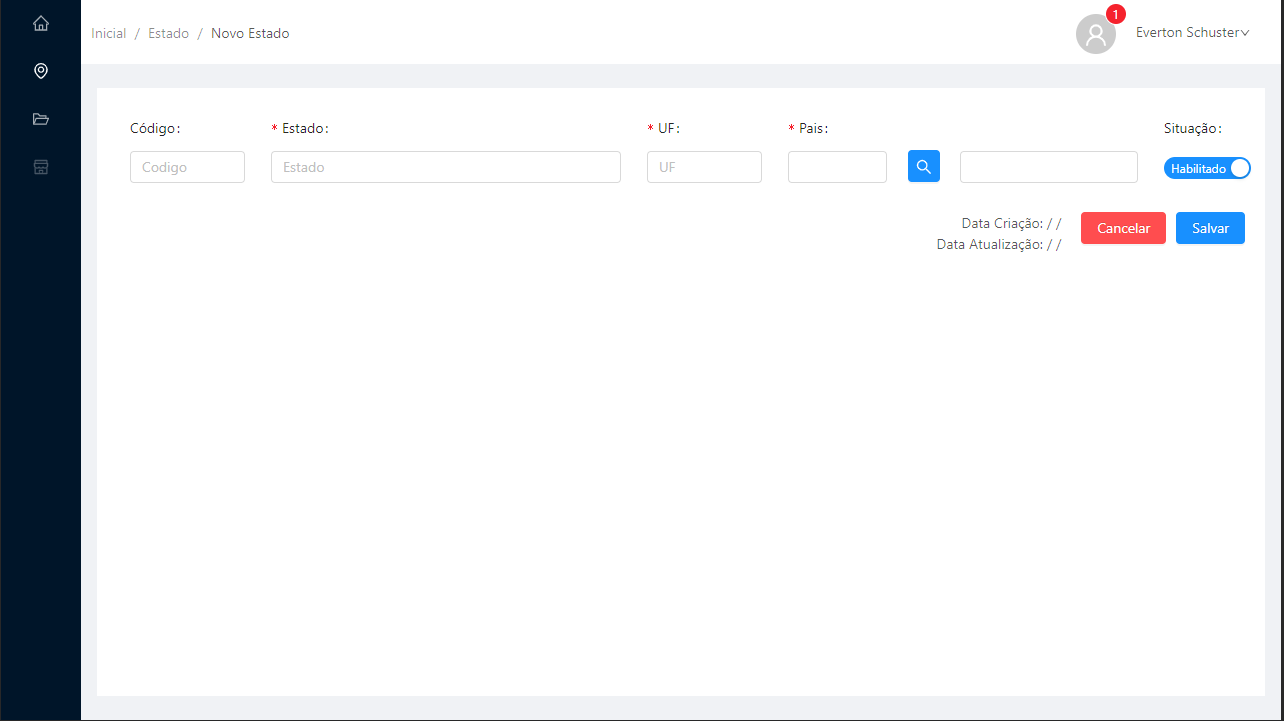 Inicial / Estado / Novo Estado
1
Everton Schuster
Código: * Estado: * UF: * Pais: Situação:
Codigo Estado UF Habilitado
Data Criação: / / Cancelar Salvar
Data Atualização: / /